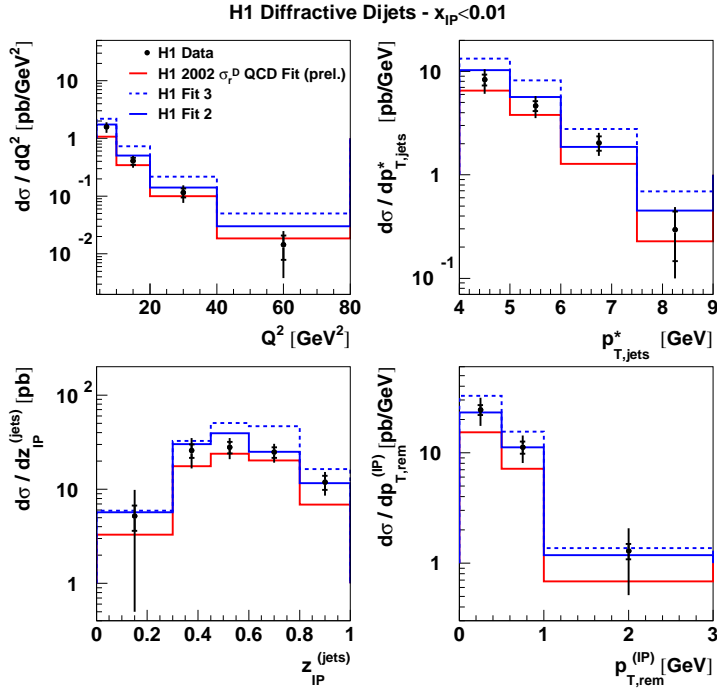 H1 Diffractive Dijets - x_IP<0.01
dσ / dQ² [pb/GeV²]
H1 Data
H1 2002 σ_r^D QCD Fit (prel.)
H1 Fit 3
H1 Fit 2
10
1
10⁻¹
10⁻²
20 40 60 80
Q² [GeV²]
dσ / dp*_T,jets [pb/GeV]
10
1
10⁻¹
4 5 6 7 8 9
p*_T,jets [GeV]
dσ / dz_IP^(jets) [pb]
10²
10
1
0 0.2 0.4 0.6 0.8 1
z_IP^(jets)
dσ / dp_T,rem^(IP) [pb/GeV]
10
1
0 1 2 3
p_T,rem^(IP) [GeV]